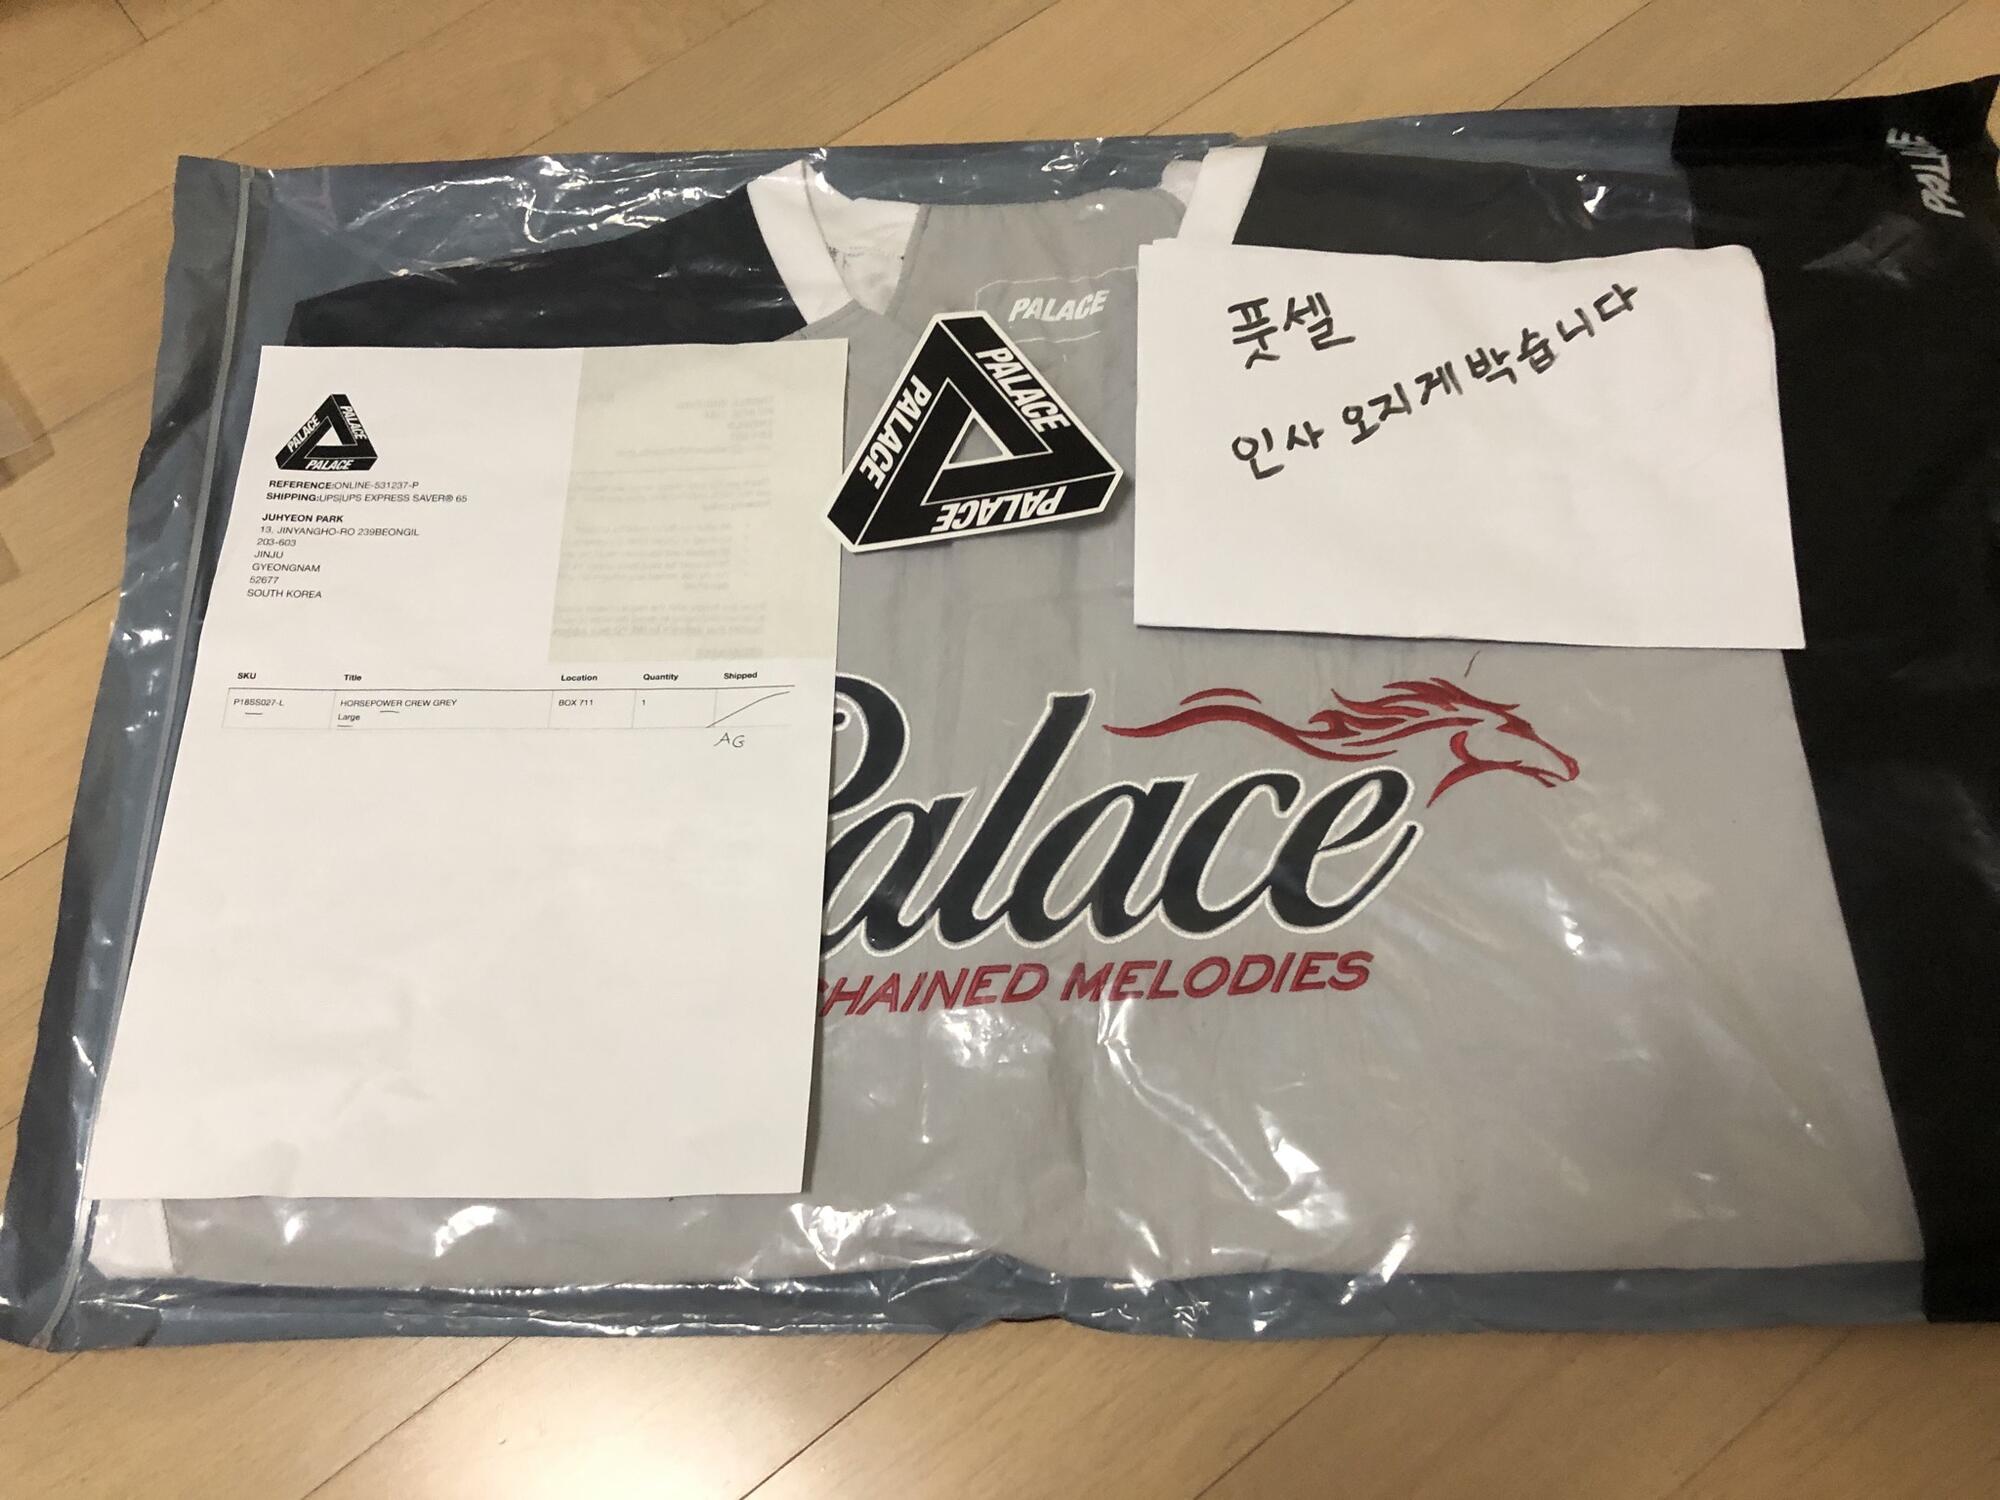 PALACE
PALACE
PALACE
PALACE
PALACE
REFERENCE:ONLINE-531237-P
SHIPPING:UPS|UPS EXPRESS SAVER® 65
JUHYEON PARK
13, JINYANGHO-RO 239BEONGIL
203-603
JINJU
GYEONGNAM
52677
SOUTH KOREA
SKU Title Location Quantity Shipped
P18SS027-L HORSEPOWER CREW GREY BOX 711 1
Large
AG
PALACE
PALACE
PALACE
풋셀
인사 오지게 박습니다
Palace
CHAINED MELODIES